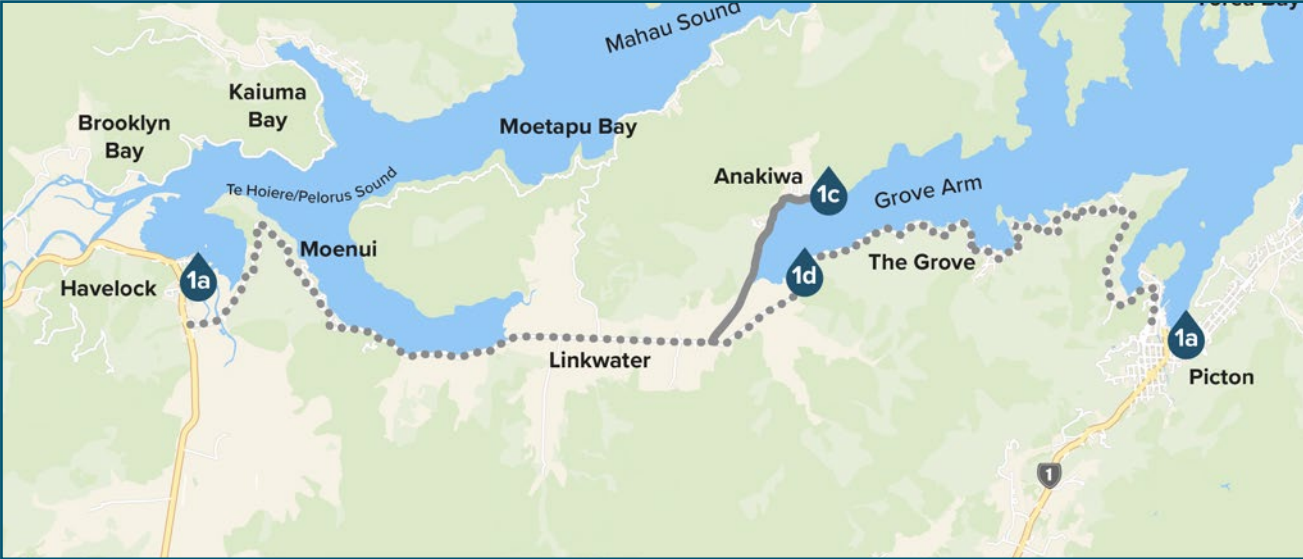 Mahau Sound
Kaiuma
Bay
Brooklyn
Bay
Moetapu Bay
Te Hoiere/Pelorus Sound
Anakiwa
1c
Grove Arm
Moenui
The Grove
1d
Havelock
1a
Linkwater
1a
Picton
1